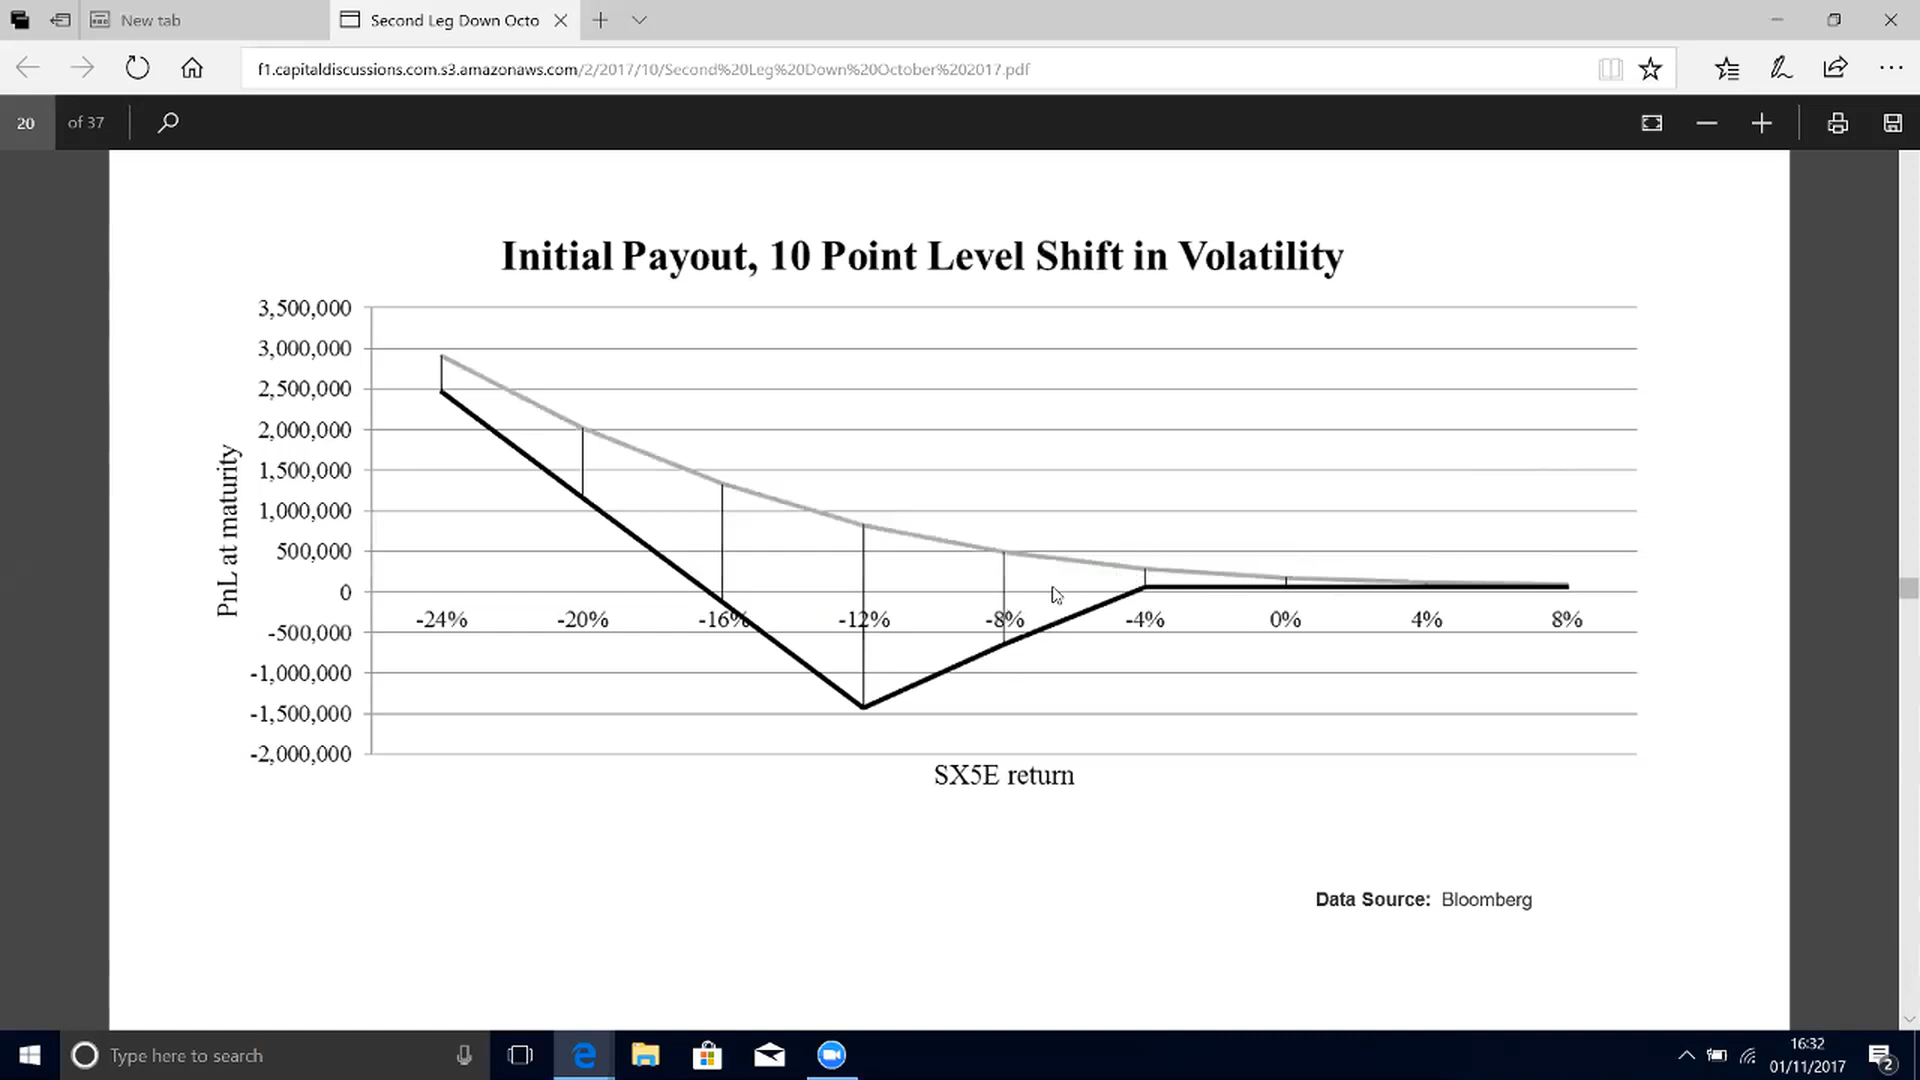 New tab
Second Leg Down Octo
f1.capitaldiscussions.com.s3.amazonaws.com/2/2017/10/Second%20Leg%20Down%20October%202017.pdf
20 of 37
Initial Payout, 10 Point Level Shift in Volatility
3,500,000
3,000,000
2,500,000
2,000,000
1,500,000
1,000,000
500,000
0
-500,000
-1,000,000
-1,500,000
-2,000,000
PnL at maturity
-24% -20% -16% -12% -8% -4% 0% 4% 8%
SX5E return
Data Source: Bloomberg
Type here to search
16:32
01/11/2017
2